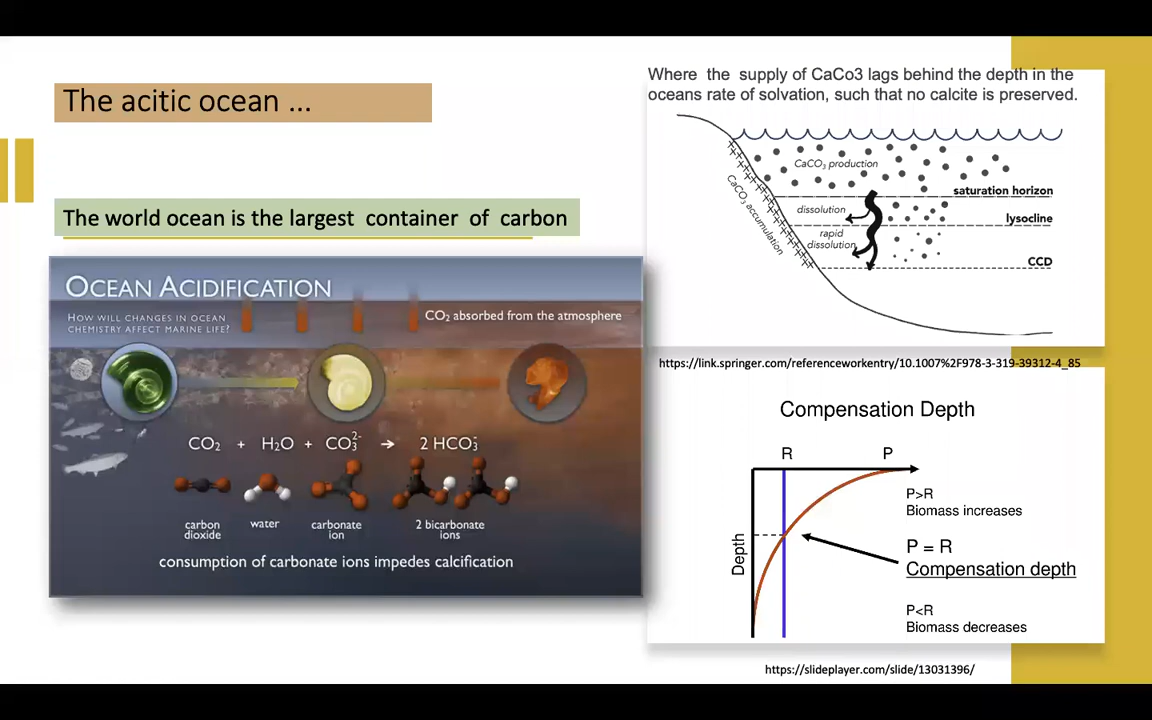 The acitic ocean ...
The world ocean is the largest container of carbon
OCEAN ACIDIFICATION
HOW WILL CHANGES IN OCEAN
CHEMISTRY AFFECT MARINE LIFE?
CO₂ absorbed from the atmosphere
CO₂ + H₂O + CO₃²⁻ → 2 HCO₃⁻
carbon
dioxide
water
carbonate
ion
2 bicarbonate
ions
consumption of carbonate ions impedes calcification
Where the supply of CaCo3 lags behind the depth in the
oceans rate of solvation, such that no calcite is preserved.
CaCO₃ production
CaCO₃ accumulation
saturation horizon
dissolution
lysocline
rapid
dissolution
CCD
https://link.springer.com/referenceworkentry/10.1007%2F978-3-319-39312-4_85
Compensation Depth
R P
P>R
Biomass increases
Depth
P = R
Compensation depth
P<R
Biomass decreases
https://slideplayer.com/slide/13031396/